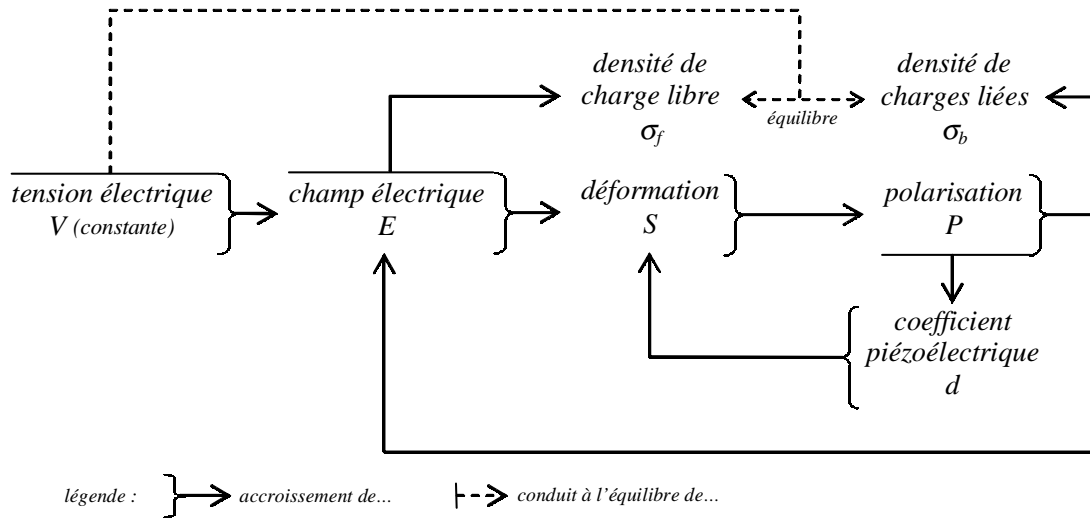 densité de
charge libre
σf
équilibre
densité de
charges liées
σb
tension électrique
V (constante)
champ électrique
E
déformation
S
polarisation
P
coefficient
piézoélectrique
d
légende :
accroissement de...
conduit à l'équilibre de...